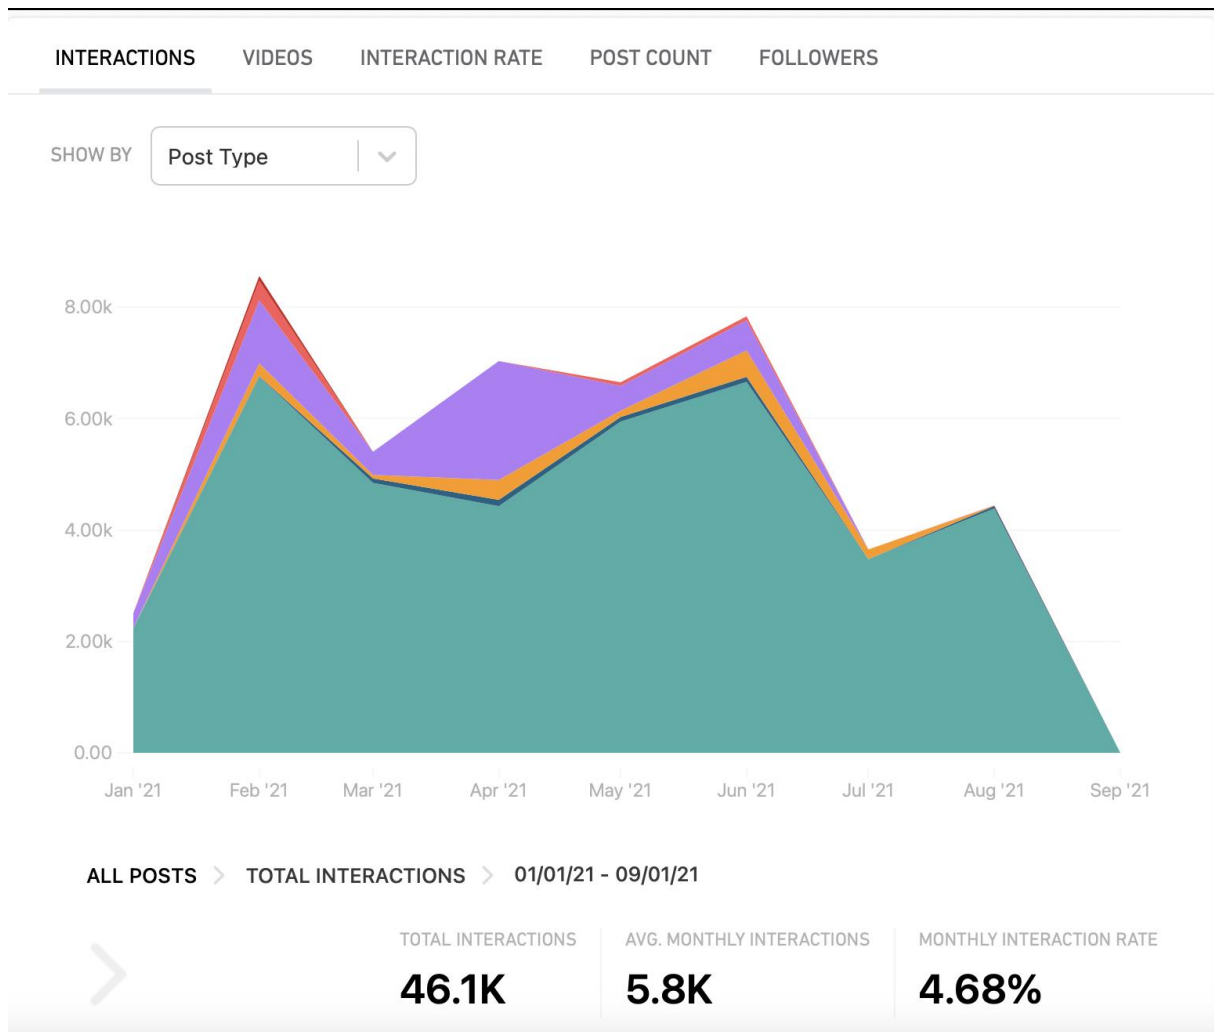 INTERACTIONS VIDEOS INTERACTION RATE POST COUNT FOLLOWERS
SHOW BY Post Type
8.00k
6.00k
4.00k
2.00k
0.00
Jan '21 Feb '21 Mar '21 Apr '21 May '21 Jun '21 Jul '21 Aug '21 Sep '21
ALL POSTS TOTAL INTERACTIONS 01/01/21 - 09/01/21
TOTAL INTERACTIONS AVG. MONTHLY INTERACTIONS MONTHLY INTERACTION RATE
46.1K 5.8K 4.68%